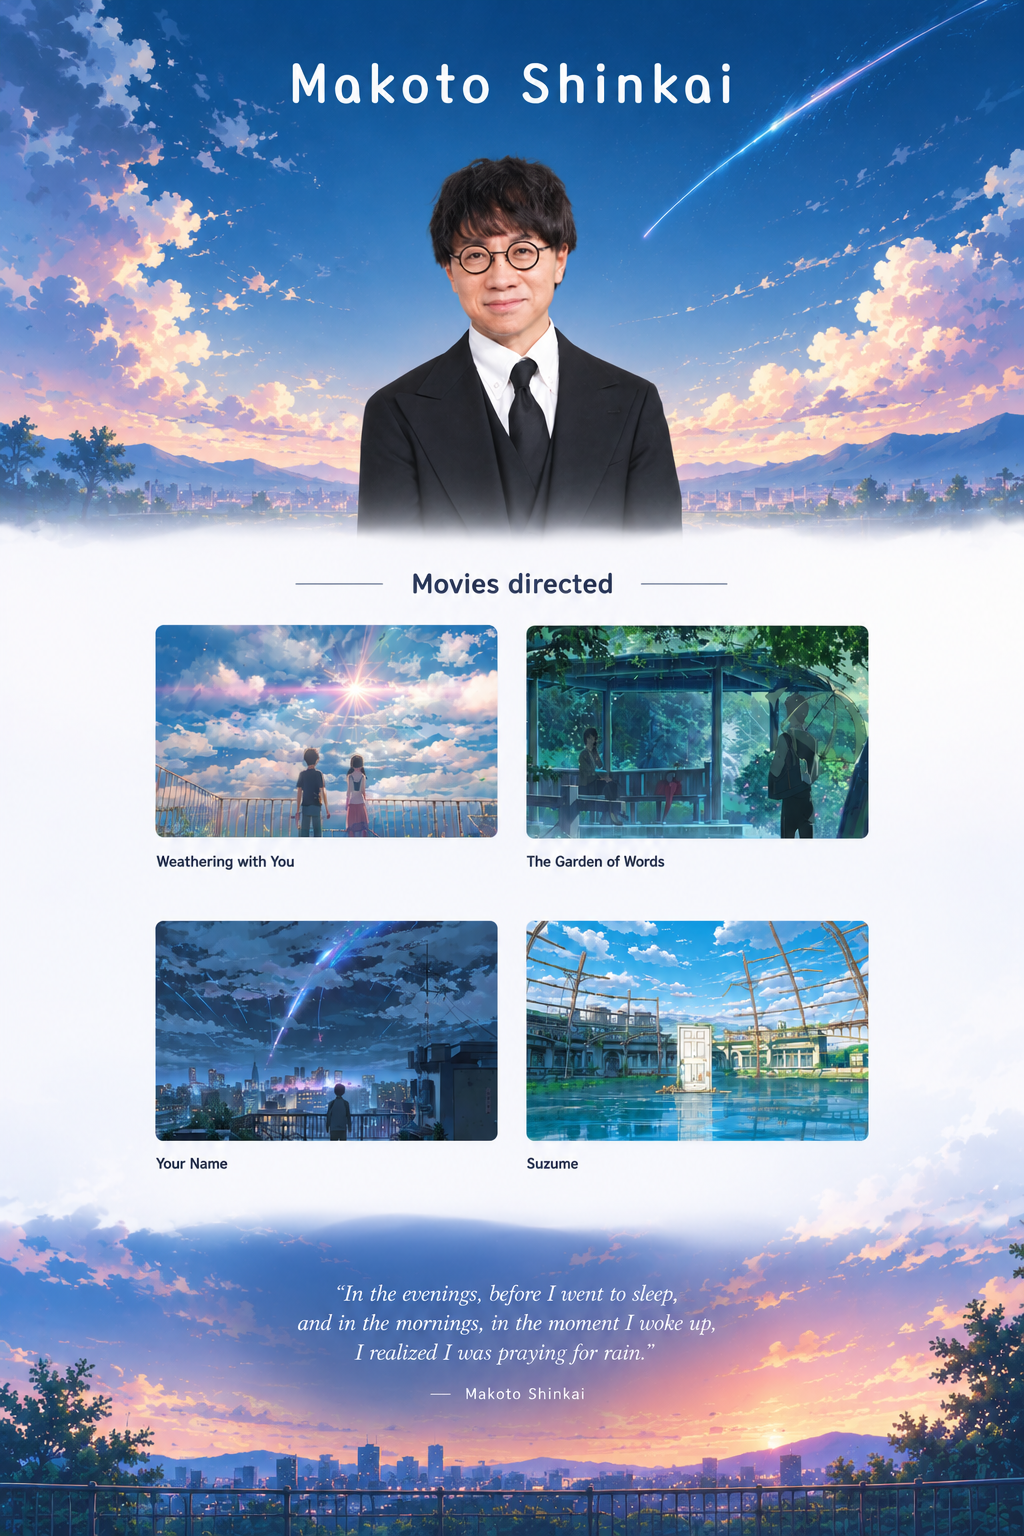 Makoto Shinkai
Movies directed
Weathering with You
The Garden of Words
Your Name
Suzume
“In the evenings, before I went to sleep,
and in the mornings, in the moment I woke up,
I realized I was praying for rain.”
— Makoto Shinkai